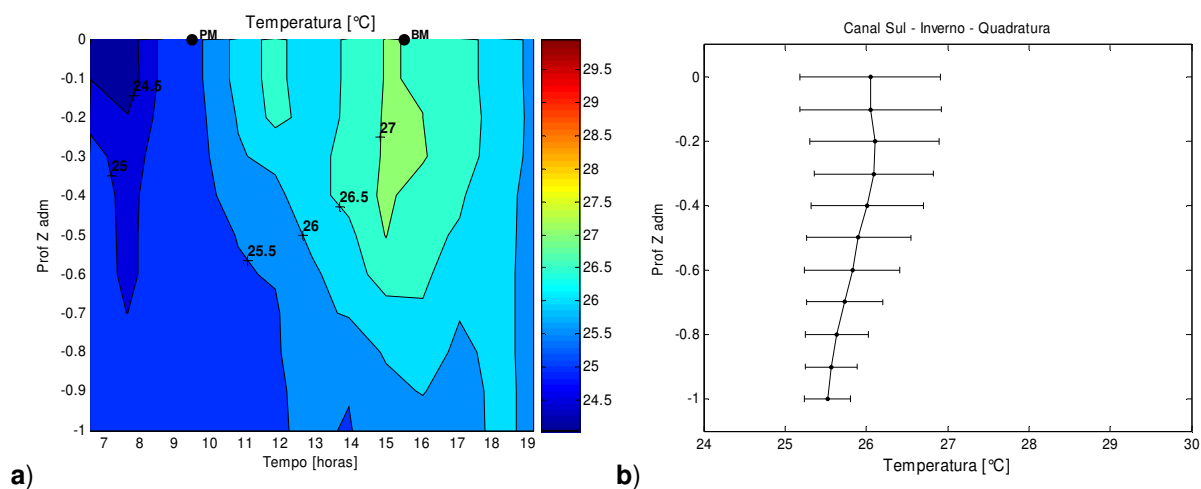 Temperatura [°C]
PM
BM
0
-0.1
-0.2
-0.3
-0.4
-0.5
-0.6
-0.7
-0.8
-0.9
-1
Prof Z adm
24.5
25
25.5
26
26.5
27
7 8 9 10 11 12 13 14 15 16 17 18 19
Tempo [horas]
29.5
29
28.5
28
27.5
27
26.5
26
25.5
25
24.5
a)
Canal Sul - Inverno - Quadratura
0
-0.2
-0.4
-0.6
-0.8
-1
Prof Z adm
24 25 26 27 28 29 30
Temperatura [°C]
b)